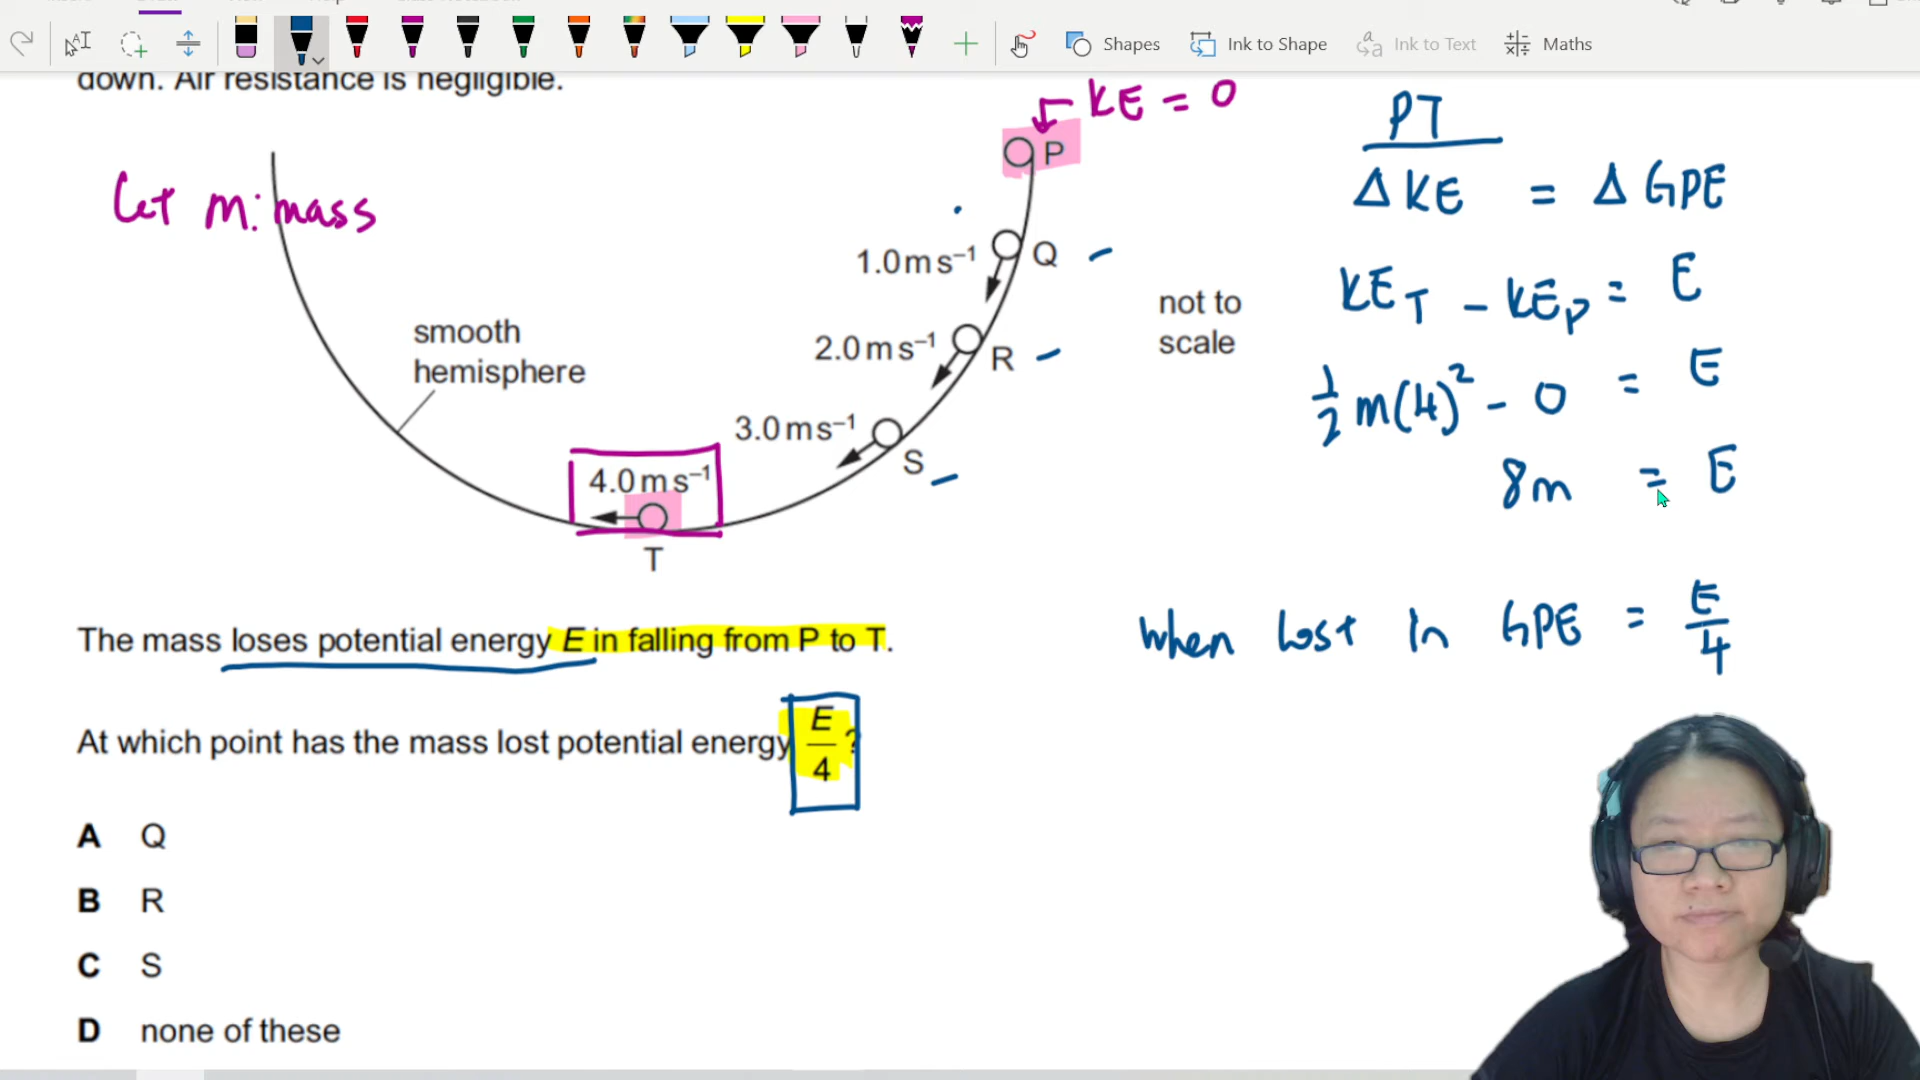 Shapes
Ink to Shape
Ink to Text
Maths
down. Air resistance is negligible.
KE = 0
P
Let m: mass
1.0 m s⁻¹
Q
smooth
hemisphere
2.0 m s⁻¹
R
not to
scale
3.0 m s⁻¹
S
4.0 m s⁻¹
T
PT
Δ KE = Δ GPE
KE_T - KE_P = E
1/2 m(4)² - 0 = E
8m = E
When lost in GPE = E/4
The mass loses potential energy E in falling from P to T.
At which point has the mass lost potential energy E/4 ?
A Q
B R
C S
D none of these